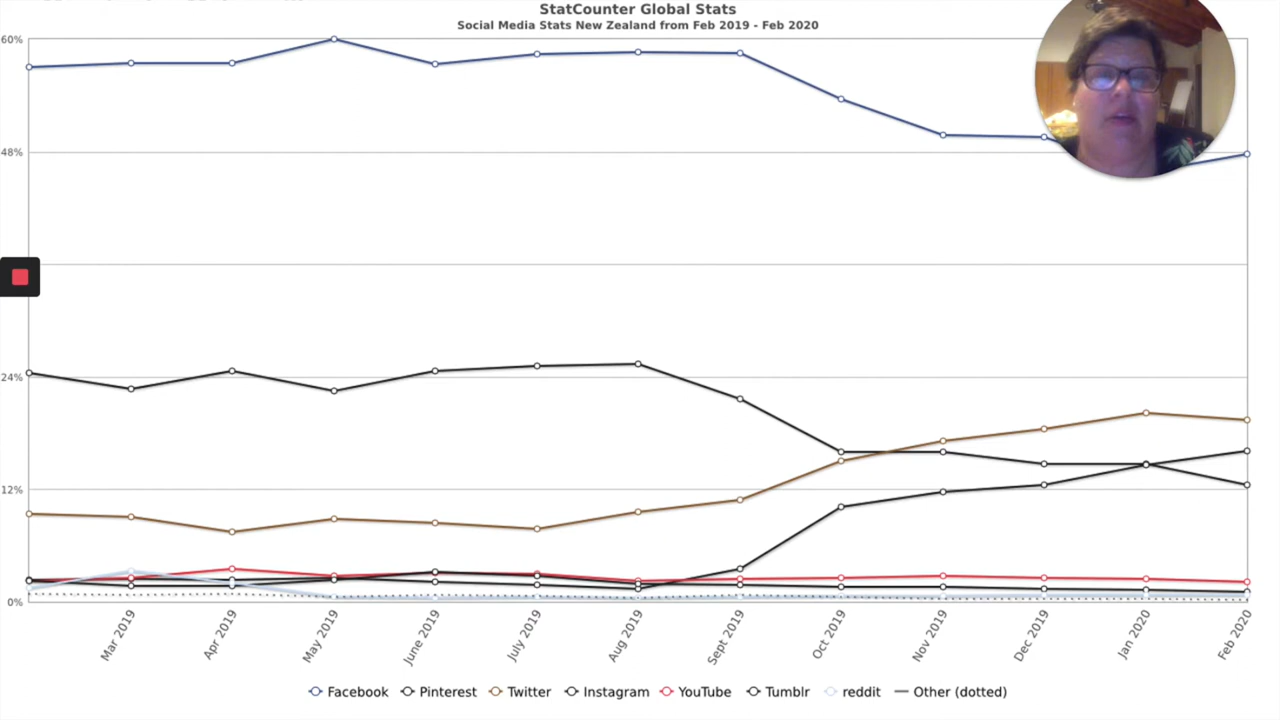 StatCounter Global Stats
Social Media Stats New Zealand from Feb 2019 - Feb 2020
60%
48%
24%
12%
0%
Mar 2019
Apr 2019
May 2019
June 2019
July 2019
Aug 2019
Sept 2019
Oct 2019
Nov 2019
Dec 2019
Jan 2020
Feb 2020
Facebook Pinterest Twitter Instagram YouTube Tumblr reddit Other (dotted)